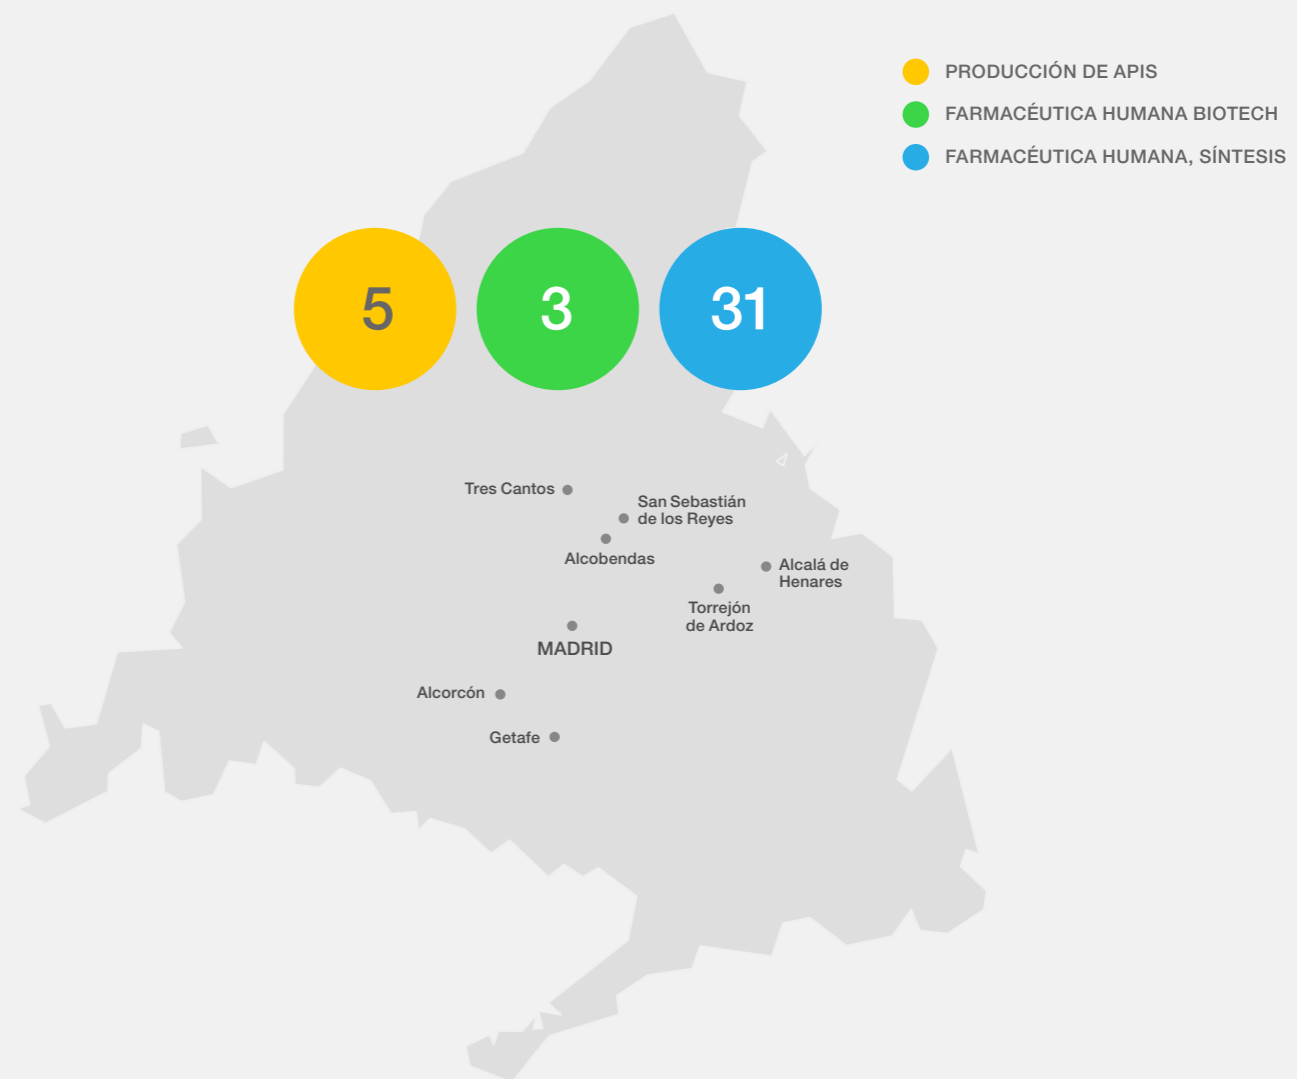 PRODUCCIÓN DE APIS
FARMACÉUTICA HUMANA BIOTECH
FARMACÉUTICA HUMANA, SÍNTESIS
5
3
31
Tres Cantos
San Sebastián
de los Reyes
Alcobendas
Alcalá de
Henares
Torrejón
de Ardoz
MADRID
Alcorcón
Getafe